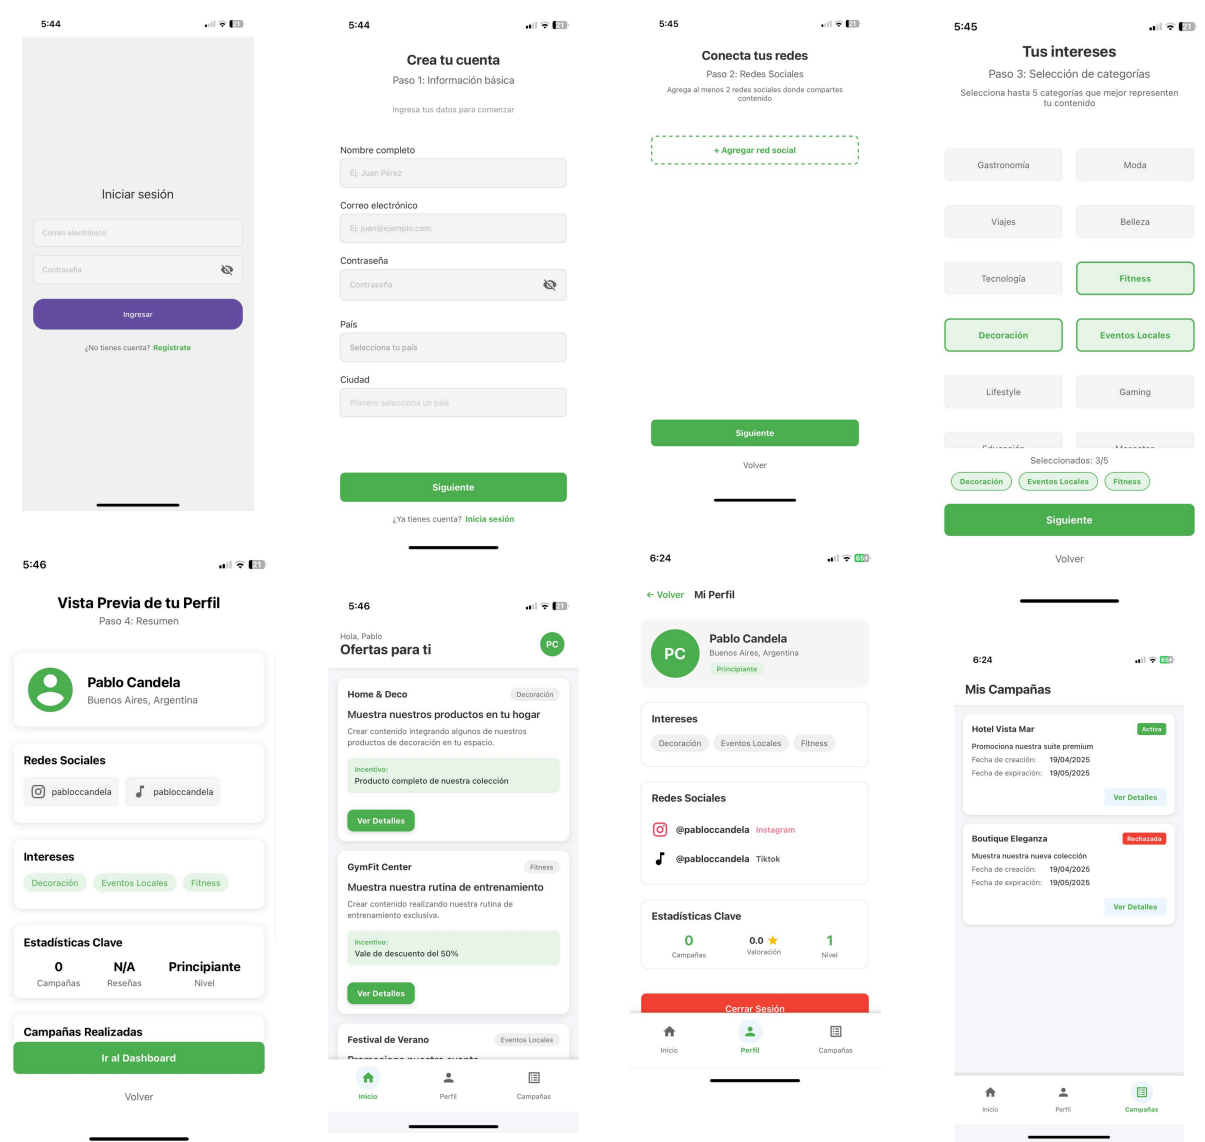 5:44
21
Iniciar sesión
Correo electrónico
Contraseña
Ingresar
¿No tienes cuenta? Regístrate
5:44
21
Crea tu cuenta
Paso 1: Información básica
Ingresa tus datos para comenzar
Nombre completo
Ej: Juan Pérez
Correo electrónico
Ej: juan@ejemplo.com
Contraseña
Contraseña
País
Selecciona tu país
Ciudad
Primero selecciona un país
Siguiente
¿Ya tienes cuenta? Inicia sesión
5:45
21
Conecta tus redes
Paso 2: Redes Sociales
Agrega al menos 2 redes sociales donde compartes
contenido
+ Agregar red social
Siguiente
Volver
5:45
21
Tus intereses
Paso 3: Selección de categorías
Selecciona hasta 5 categorías que mejor representen
tu contenido
Gastronomía
Moda
Viajes
Belleza
Tecnología
Fitness
Decoración
Eventos Locales
Lifestyle
Gaming
Educación
Mascotas
Seleccionados: 3/5
Decoración
Eventos Locales
Fitness
Siguiente
Volver
5:46
21
Vista Previa de tu Perfil
Paso 4: Resumen
Pablo Candela
Buenos Aires, Argentina
Redes Sociales
pabloccandela
pabloccandela
Intereses
Decoración
Eventos Locales
Fitness
Estadísticas Clave
0
N/A
Principiante
Campañas
Reseñas
Nivel
Campañas Realizadas
Ir al Dashboard
Volver
5:46
21
Hola, Pablo
Ofertas para ti
PC
Home & Deco
Decoración
Muestra nuestros productos en tu hogar
Crear contenido integrando algunos de nuestros
productos de decoración en tu espacio.
Incentivo:
Producto completo de nuestra colección
Ver Detalles
GymFit Center
Fitness
Muestra nuestra rutina de entrenamiento
Crear contenido realizando nuestra rutina de
entrenamiento exclusiva.
Incentivo:
Vale de descuento del 50%
Ver Detalles
Festival de Verano
Eventos Locales
Promociona nuestro evento
Inicio
Perfil
Campañas
6:24
65
← Volver
Mi Perfil
PC
Pablo Candela
Buenos Aires, Argentina
Principiante
Intereses
Decoración
Eventos Locales
Fitness
Redes Sociales
@pabloccandela Instagram
@pabloccandela Tiktok
Estadísticas Clave
0
0.0
1
Campañas
Valoración
Nivel
Cerrar Sesión
Inicio
Perfil
Campañas
6:24
65
Mis Campañas
Hotel Vista Mar
Activa
Promociona nuestra suite premium
Fecha de creación: 19/04/2025
Fecha de expiración: 19/05/2025
Ver Detalles
Boutique Eleganza
Rechazada
Muestra nuestra nueva colección
Fecha de creación: 19/04/2025
Fecha de expiración: 19/05/2025
Ver Detalles
Inicio
Perfil
Campañas